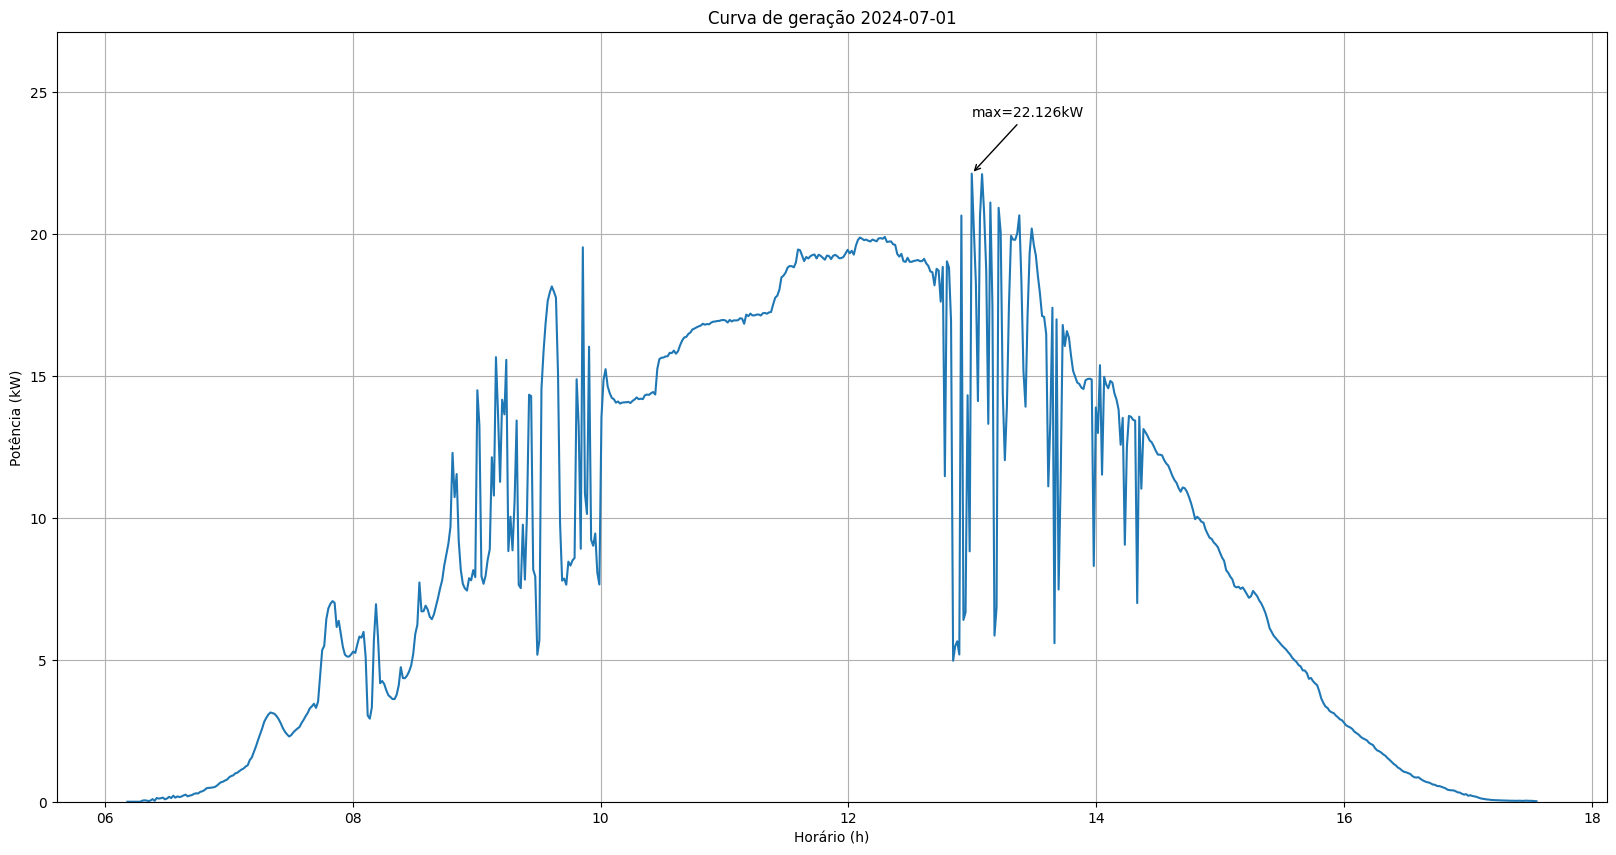 Curva de geração 2024-07-01
25
max=22.126kW
20
15
Potência (kW)
10
5
0
06 08 10 12 14 16 18
Horário (h)